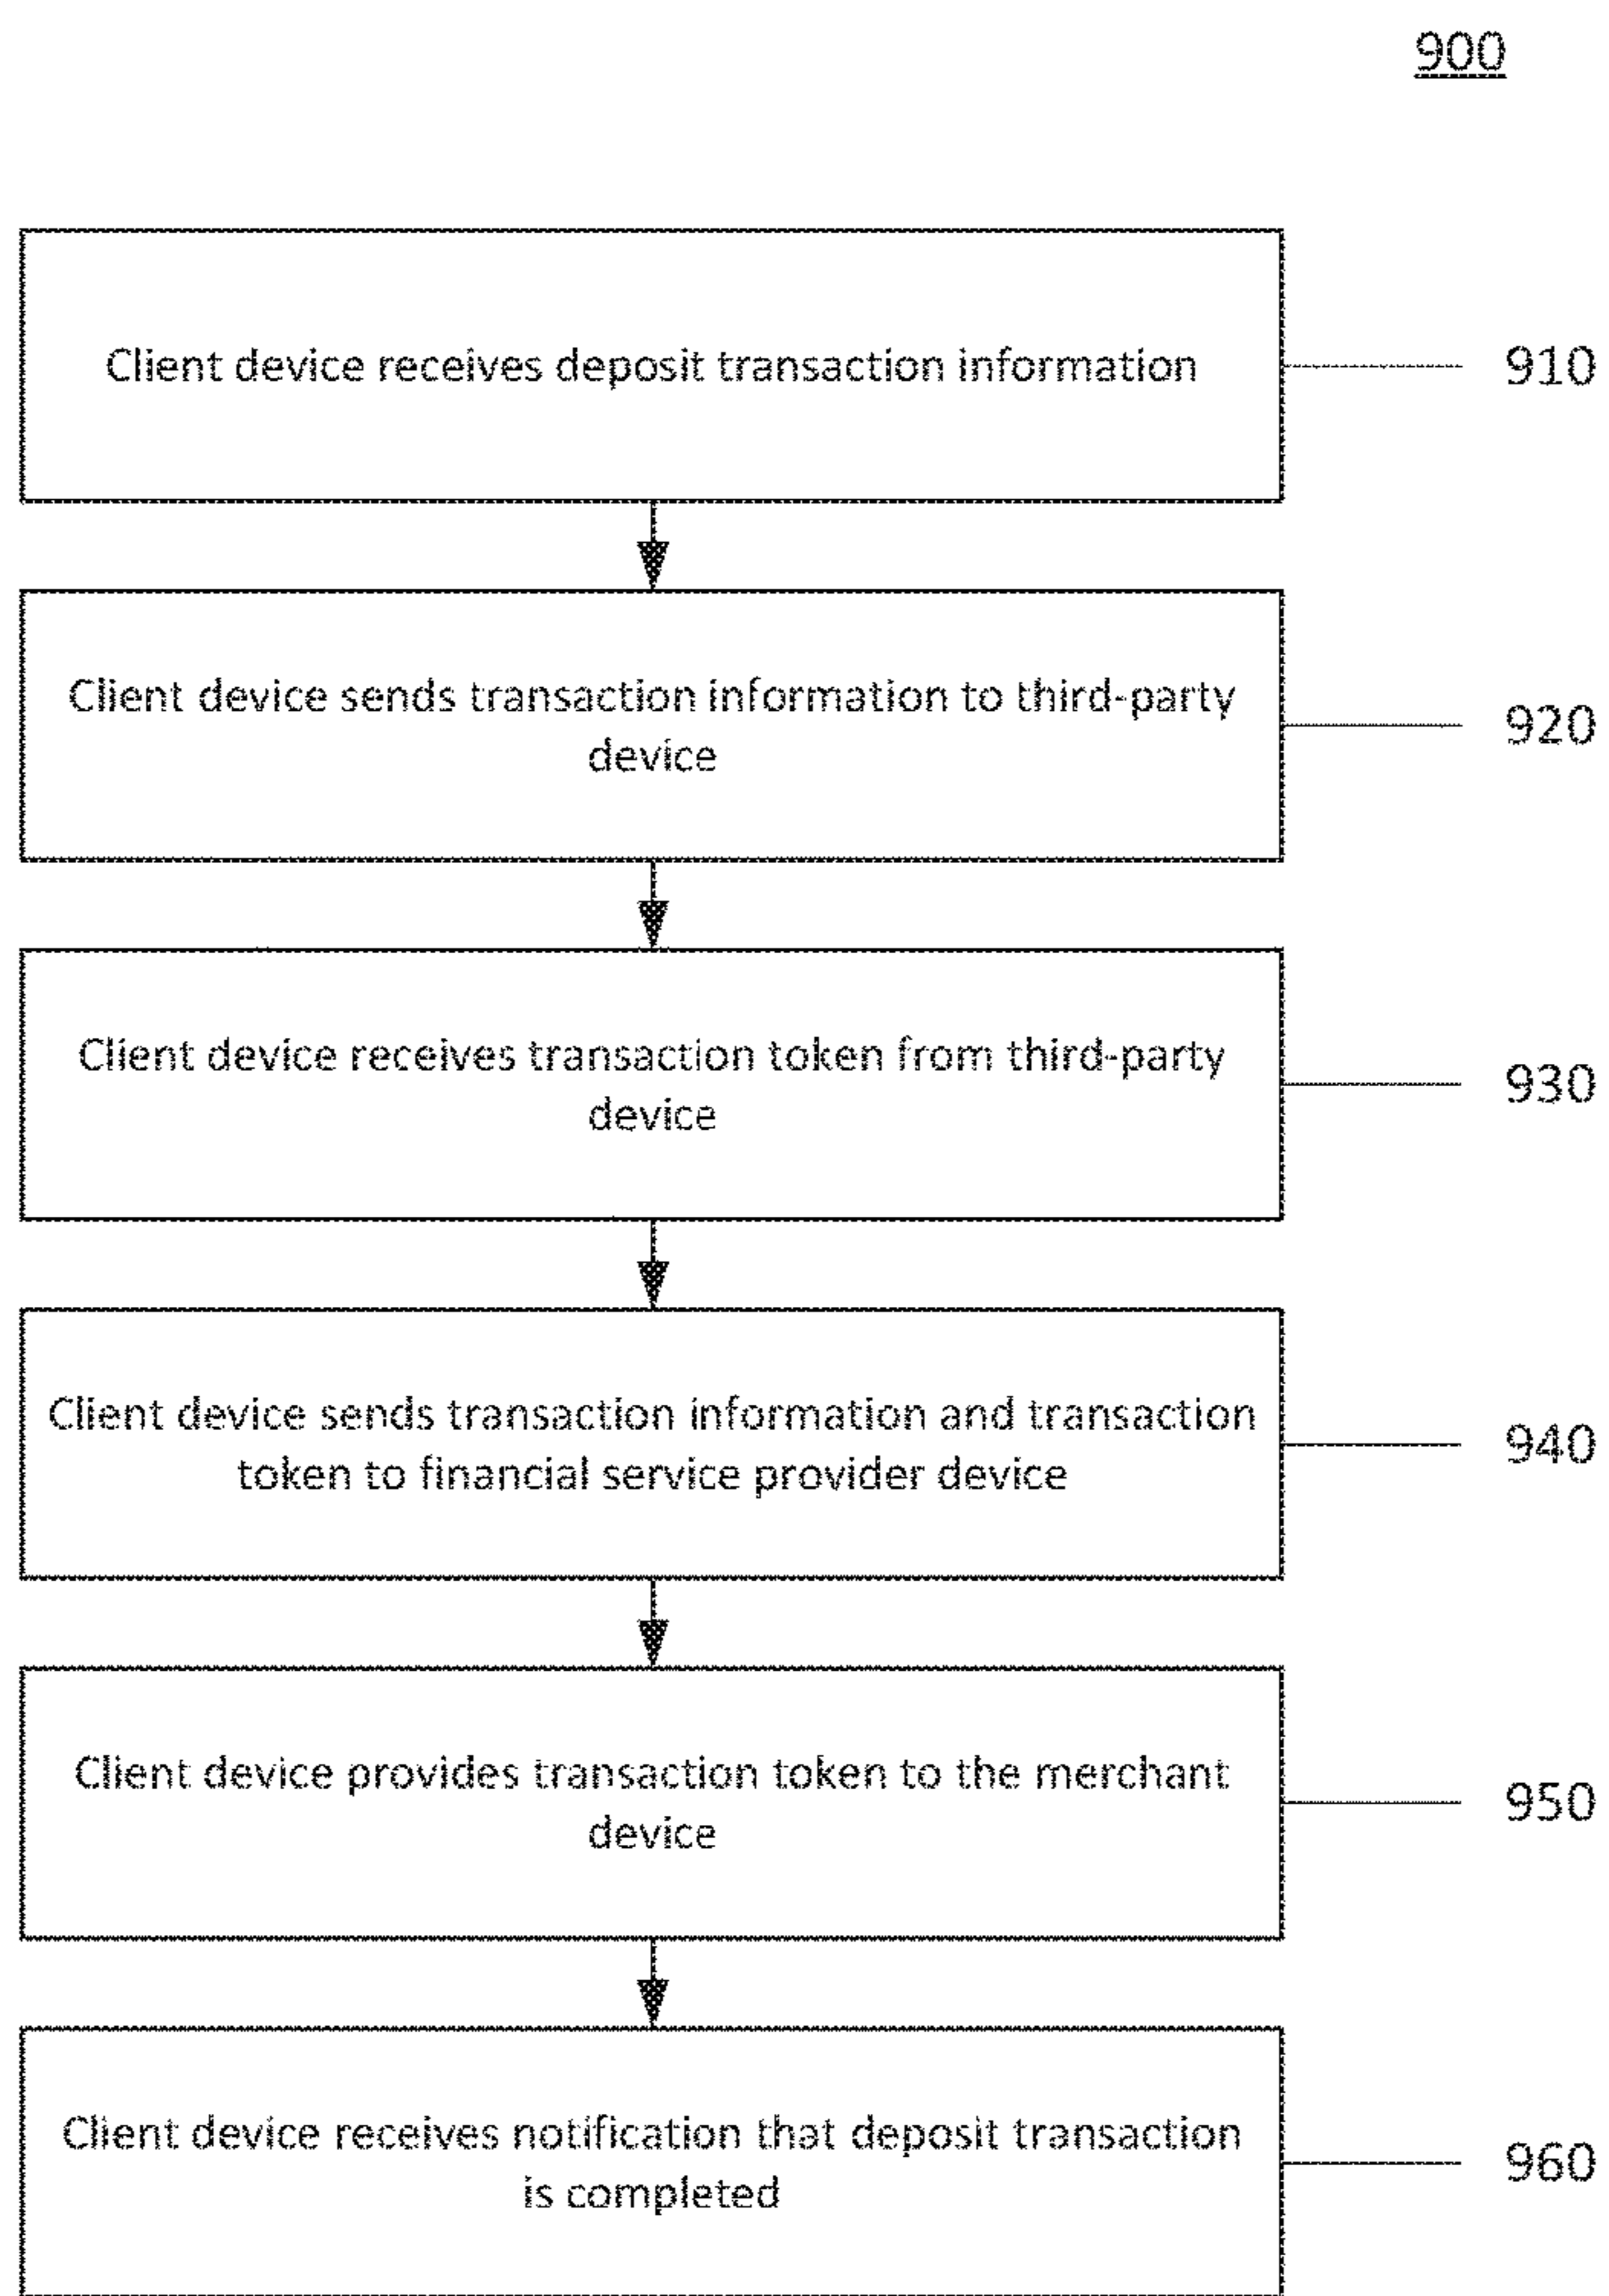 900
Client device receives deposit transaction information
910
Client device sends transaction information to third-party
device
920
Client device receives transaction token from third-party
device
930
Client device sends transaction information and transaction
token to financial service provider device
940
Client device provides transaction token to the merchant
device
950
Client device receives notification that deposit transaction
is completed
960